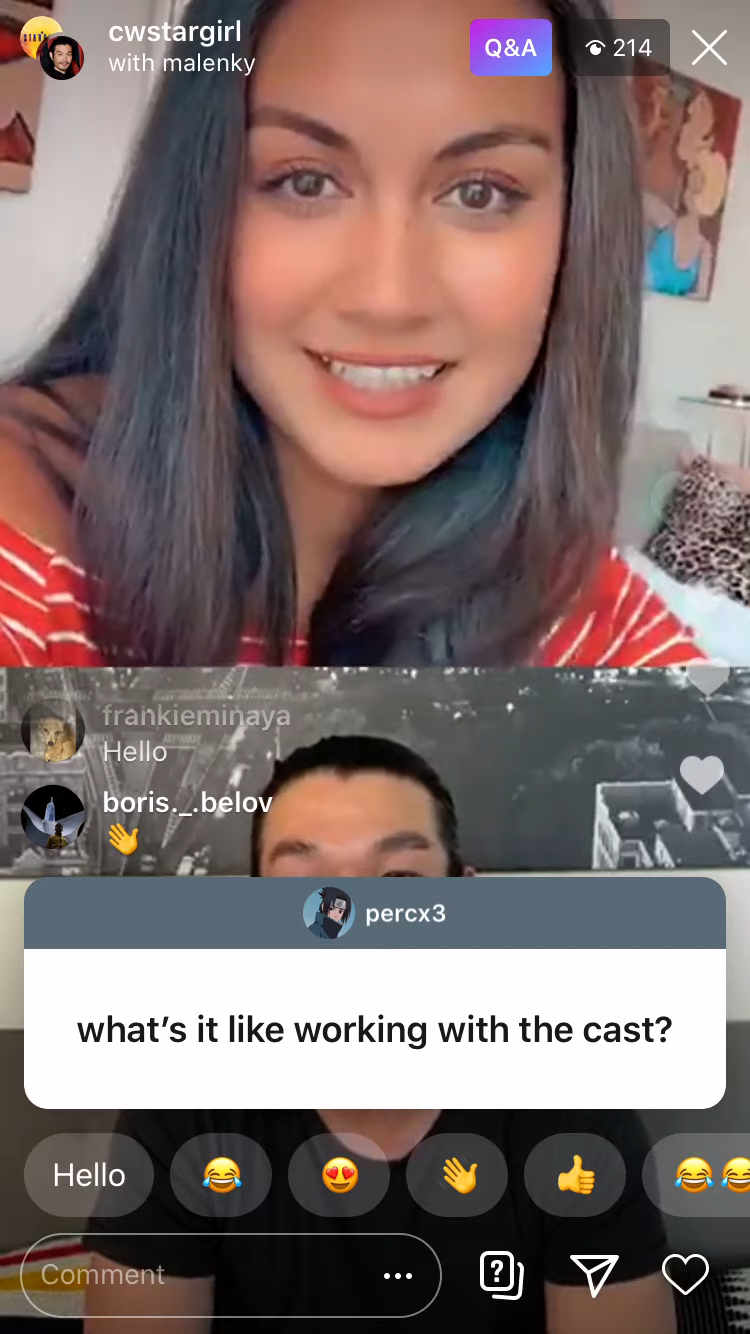 cwstargirl
with malenky
Q&A
214
frankieminaya
Hello
boris._.belov
👋
percx3
what's it like working with the cast?
Hello
😂
😍
👋
👍
😂😂
Comment